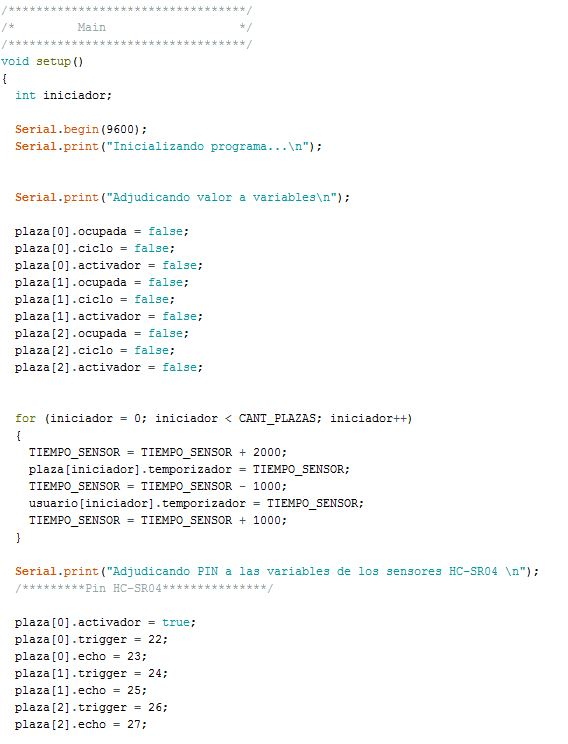 /**********************************/
/*         Main                   */
/**********************************/
void setup()
{
  int iniciador;
  Serial.begin(9600);
  Serial.print("Inicializando programa...\n");
  Serial.print("Adjudicando valor a variables\n");
  plaza[0].ocupada = false;
  plaza[0].ciclo = false;
  plaza[0].activador = false;
  plaza[1].ocupada = false;
  plaza[1].ciclo = false;
  plaza[1].activador = false;
  plaza[2].ocupada = false;
  plaza[2].ciclo = false;
  plaza[2].activador = false;
  for (iniciador = 0; iniciador < CANT_PLAZAS; iniciador++)
  {
    TIEMPO_SENSOR = TIEMPO_SENSOR + 2000;
    plaza[iniciador].temporizador = TIEMPO_SENSOR;
    TIEMPO_SENSOR = TIEMPO_SENSOR - 1000;
    usuario[iniciador].temporizador = TIEMPO_SENSOR;
    TIEMPO_SENSOR = TIEMPO_SENSOR + 1000;
  }
  Serial.print("Adjudicando PIN a las variables de los sensores HC-SR04 \n");
  /*********Pin HC-SR04***************/
  plaza[0].activador = true;
  plaza[0].trigger = 22;
  plaza[0].echo = 23;
  plaza[1].trigger = 24;
  plaza[1].echo = 25;
  plaza[2].trigger = 26;
  plaza[2].echo = 27;